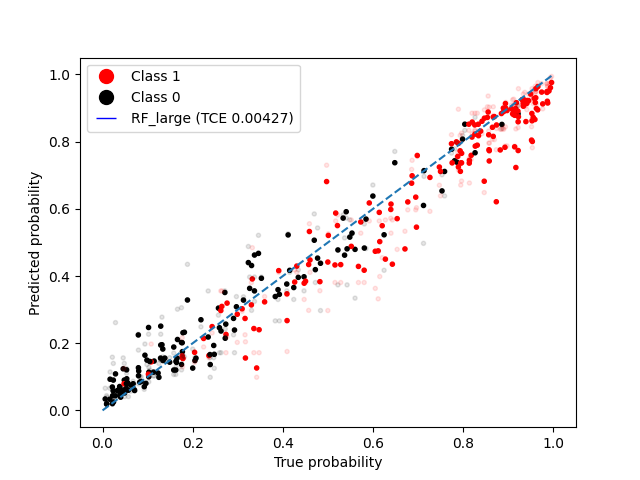 Class 1
Class 0
RF_large (TCE 0.00427)
Predicted probability
1.0
0.8
0.6
0.4
0.2
0.0
0.0 0.2 0.4 0.6 0.8 1.0
True probability